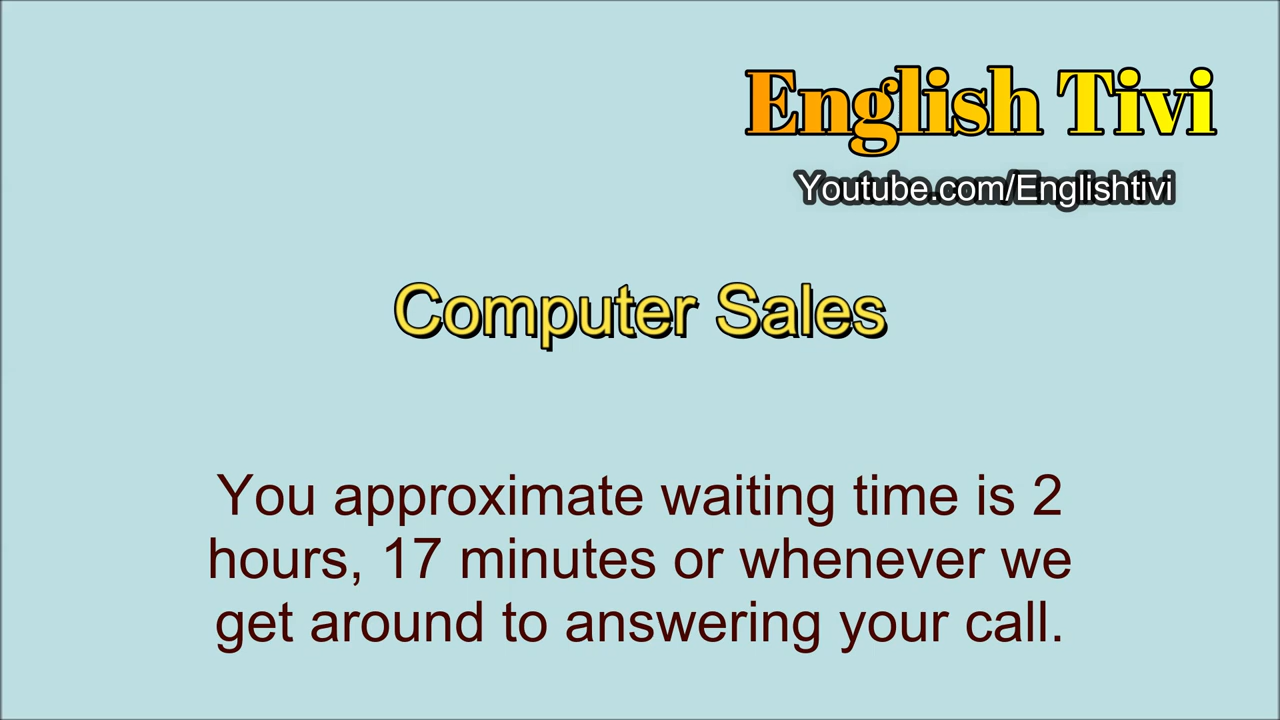 English Tivi
Youtube.com/Englishtivi
Computer Sales
You approximate waiting time is 2
hours, 17 minutes or whenever we
get around to answering your call.